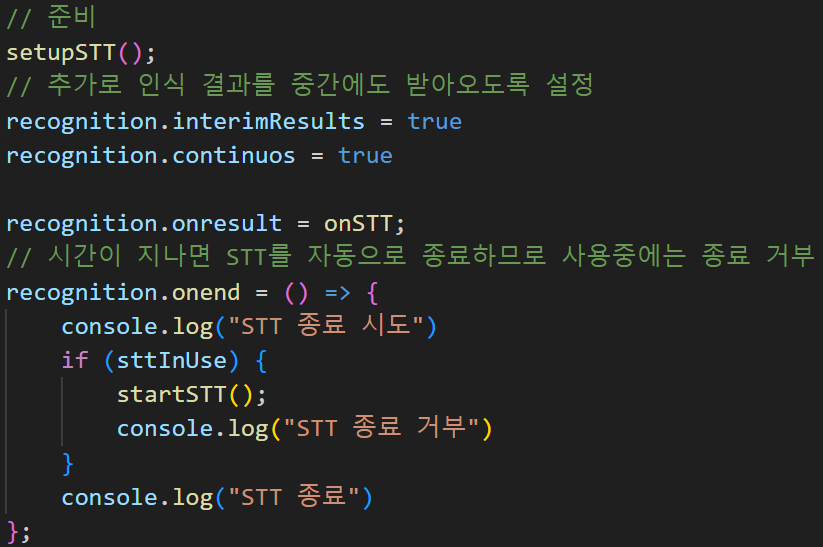 // 준비
setupSTT();
// 추가로 인식 결과를 중간에도 받아오도록 설정
recognition.interimResults = true
recognition.continuos = true
recognition.onresult = onSTT;
// 시간이 지나면 STT를 자동으로 종료하므로 사용중에는 종료 거부
recognition.onend = () => {
    console.log("STT 종료 시도")
    if (sttInUse) {
        startSTT();
        console.log("STT 종료 거부")
    }
    console.log("STT 종료")
};